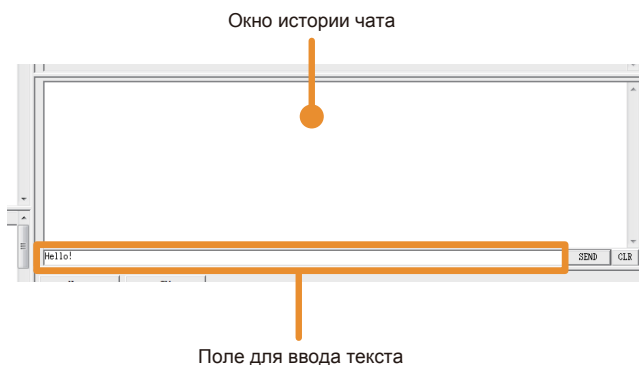 Окно истории чата
Hello!
SEND
CLR
Поле для ввода текста